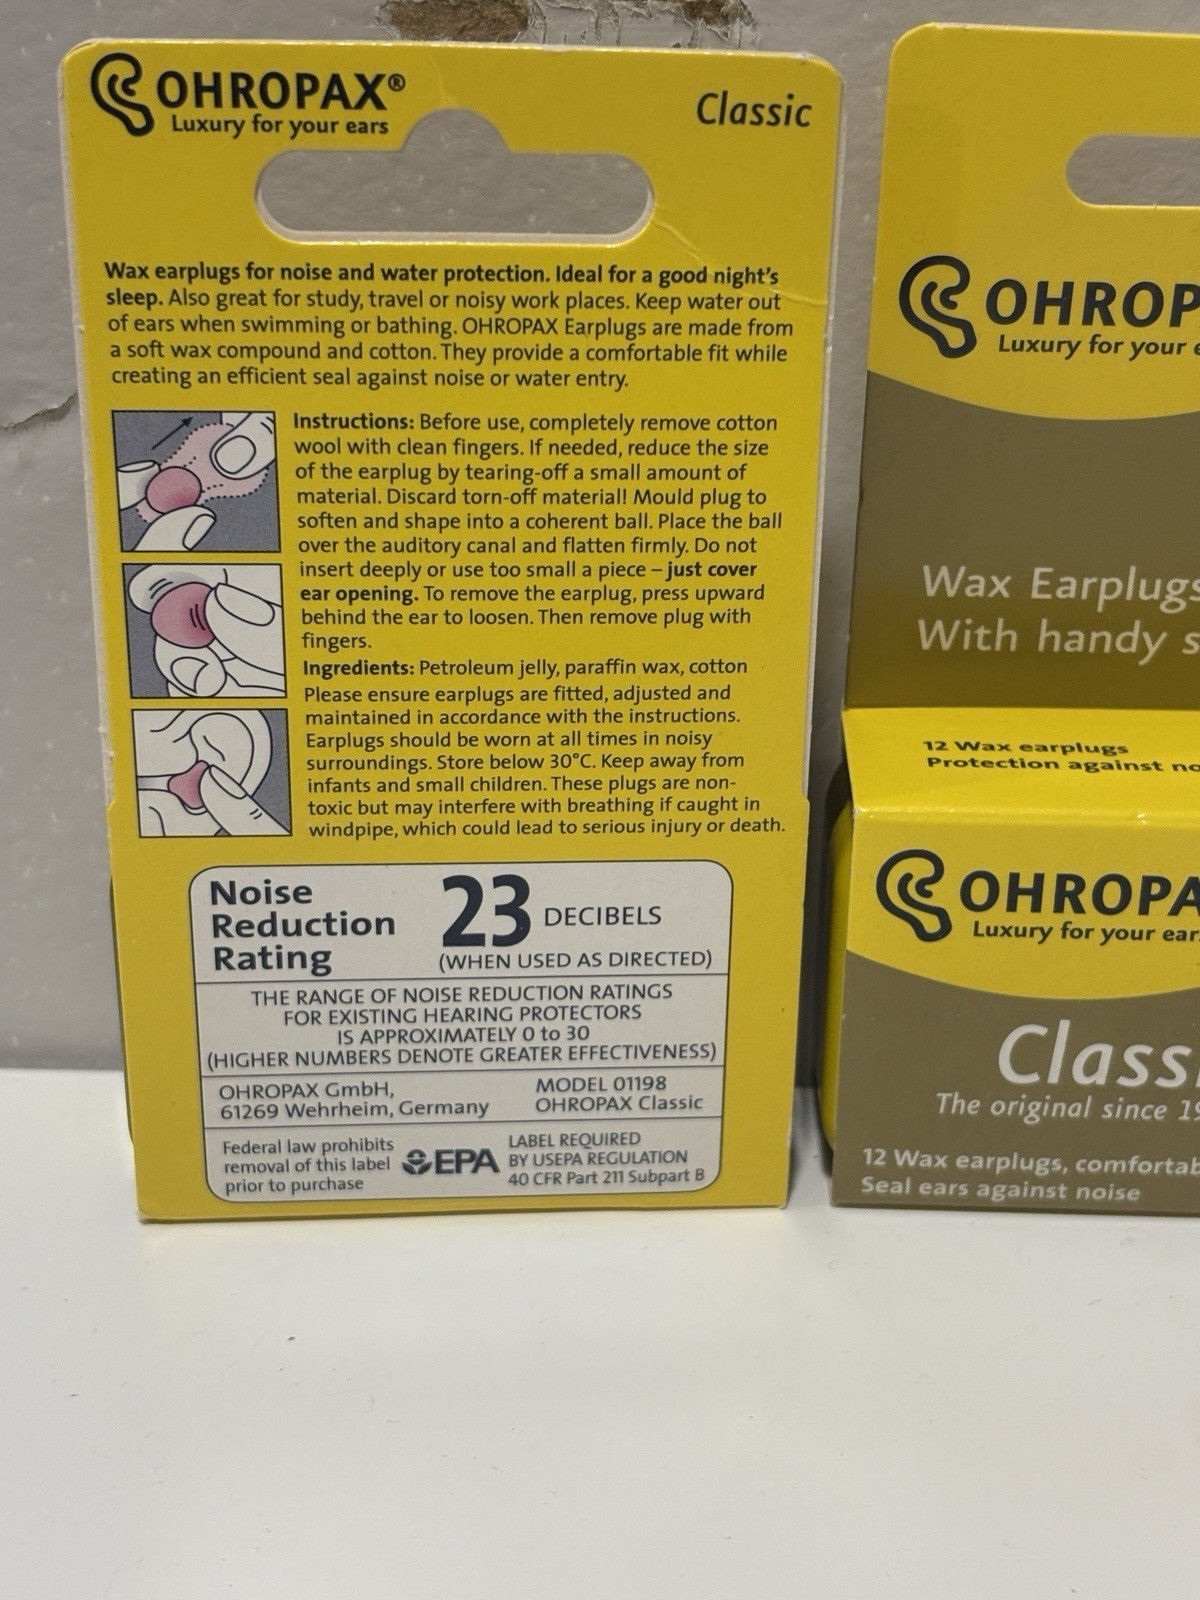 OHROPAX®
Luxury for your ears
Classic
Wax earplugs for noise and water protection. Ideal for a good night's
sleep. Also great for study, travel or noisy work places. Keep water out
of ears when swimming or bathing. OHROPAX Earplugs are made from
a soft wax compound and cotton. They provide a comfortable fit while
creating an efficient seal against noise or water entry.
Instructions: Before use, completely remove cotton
wool with clean fingers. If needed, reduce the size
of the earplug by tearing-off a small amount of
material. Discard torn-off material! Mould plug to
soften and shape into a coherent ball. Place the ball
over the auditory canal and flatten firmly. Do not
insert deeply or use too small a piece – just cover
ear opening. To remove the earplug, press upward
behind the ear to loosen. Then remove plug with
fingers.
Ingredients: Petroleum jelly, paraffin wax, cotton
Please ensure earplugs are fitted, adjusted and
maintained in accordance with the instructions.
Earplugs should be worn at all times in noisy
surroundings. Store below 30°C. Keep away from
infants and small children. These plugs are non-
toxic but may interfere with breathing if caught in
windpipe, which could lead to serious injury or death.
Noise
Reduction
Rating
23 DECIBELS
(WHEN USED AS DIRECTED)
THE RANGE OF NOISE REDUCTION RATINGS
FOR EXISTING HEARING PROTECTORS
IS APPROXIMATELY 0 to 30
(HIGHER NUMBERS DENOTE GREATER EFFECTIVENESS)
OHROPAX GmbH,
61269 Wehrheim, Germany
MODEL 01198
OHROPAX Classic
Federal law prohibits
removal of this label
prior to purchase
EPA
LABEL REQUIRED
BY USEPA REGULATION
40 CFR Part 211 Subpart B
OHROP
Luxury for your
Wax Earplugs
With handy
12 Wax earplugs
Protection against
OHROPA
Luxury for your ear
Class
The original since
12 Wax earplugs,
Seal ears against noise